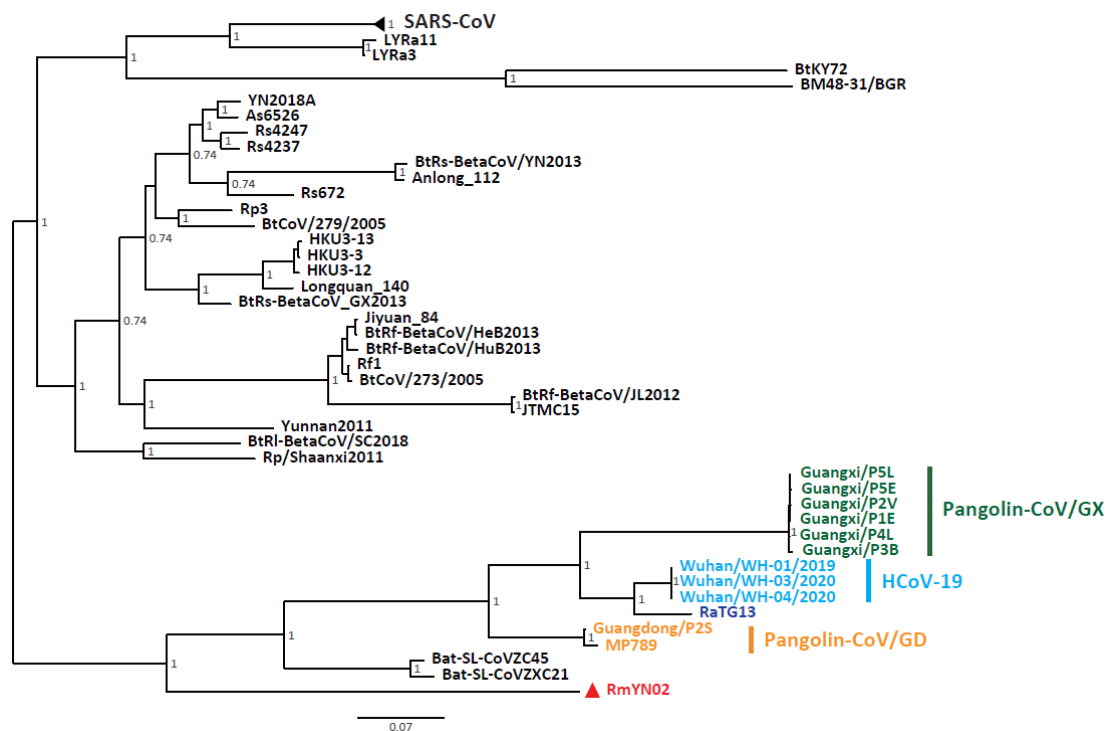 1 SARS-CoV
LYRa11
1
LYRa3
1
1
BtKY72
1
BM48-31/BGR
YN2018A
1
As6526
1
Rs4247
1
Rs4237
0.74
BtRs-BetaCoV/YN2013
1
Anlong_112
0.74
Rs672
Rp3
1
1
BtCoV/279/2005
0.74
HKU3-13
HKU3-3
HKU3-12
1
Longquan_140
1
BtRs-BetaCoV_GX2013
Jiyuan_84
0.74
BtRf-BetaCoV/HeB2013
BtRf-BetaCoV/HuB2013
Rf1
1
BtCoV/273/2005
1
BtRf-BetaCoV/JL2012
1
JTMC15
1
Yunnan2011
BtRl-BetaCoV/SC2018
1
Rp/Shaanxi2011
Guangxi/P5L
Guangxi/P5E
Guangxi/P2V
Pangolin-CoV/GX
Guangxi/P1E
1
Guangxi/P4L
Guangxi/P3B
1
Wuhan/WH-01/2019
1
Wuhan/WH-03/2020
HCoV-19
Wuhan/WH-04/2020
1
RaTG13
1
Guangdong/P2S
1
MP789
Pangolin-CoV/GD
1
Bat-SL-CoVZC45
1
Bat-SL-CoVZXC21
1
RmYN02
0.07